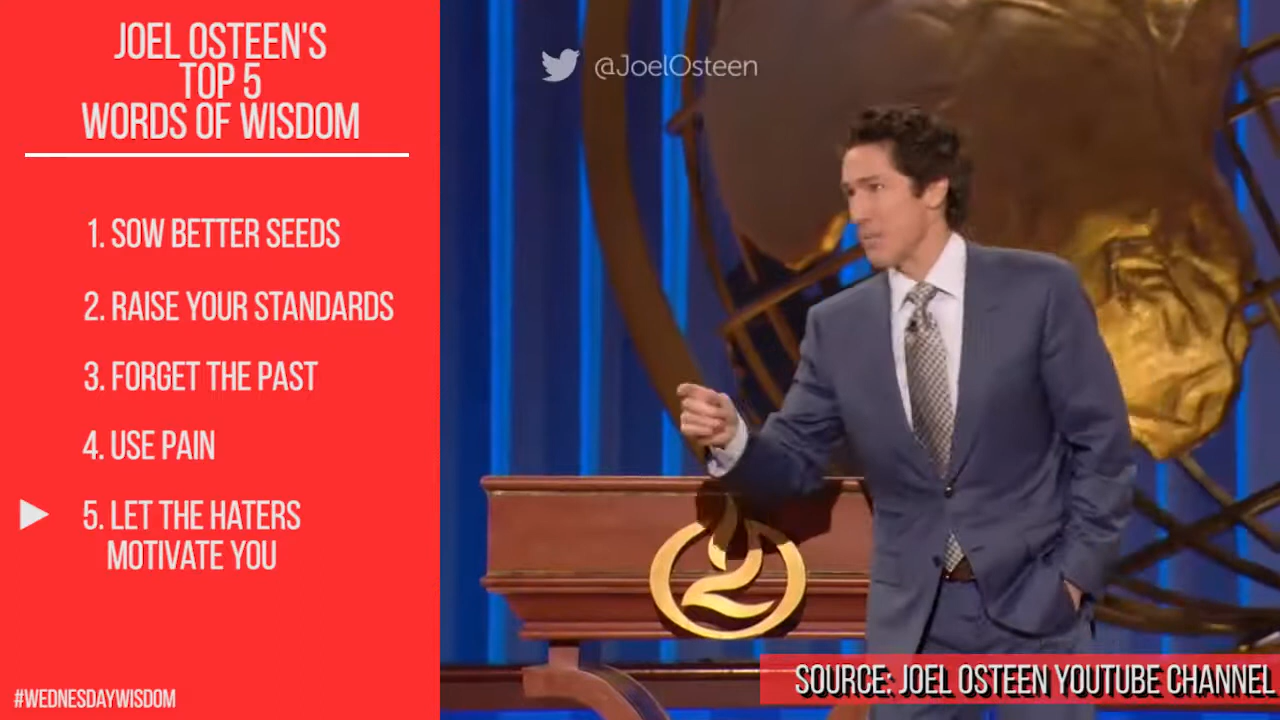 JOEL OSTEEN'S
TOP 5
WORDS OF WISDOM
1. SOW BETTER SEEDS
2. RAISE YOUR STANDARDS
3. FORGET THE PAST
4. USE PAIN
5. LET THE HATERS
MOTIVATE YOU
#WEDNESDAYWISDOM
@JoelOsteen
SOURCE: JOEL OSTEEN YOUTUBE CHANNEL